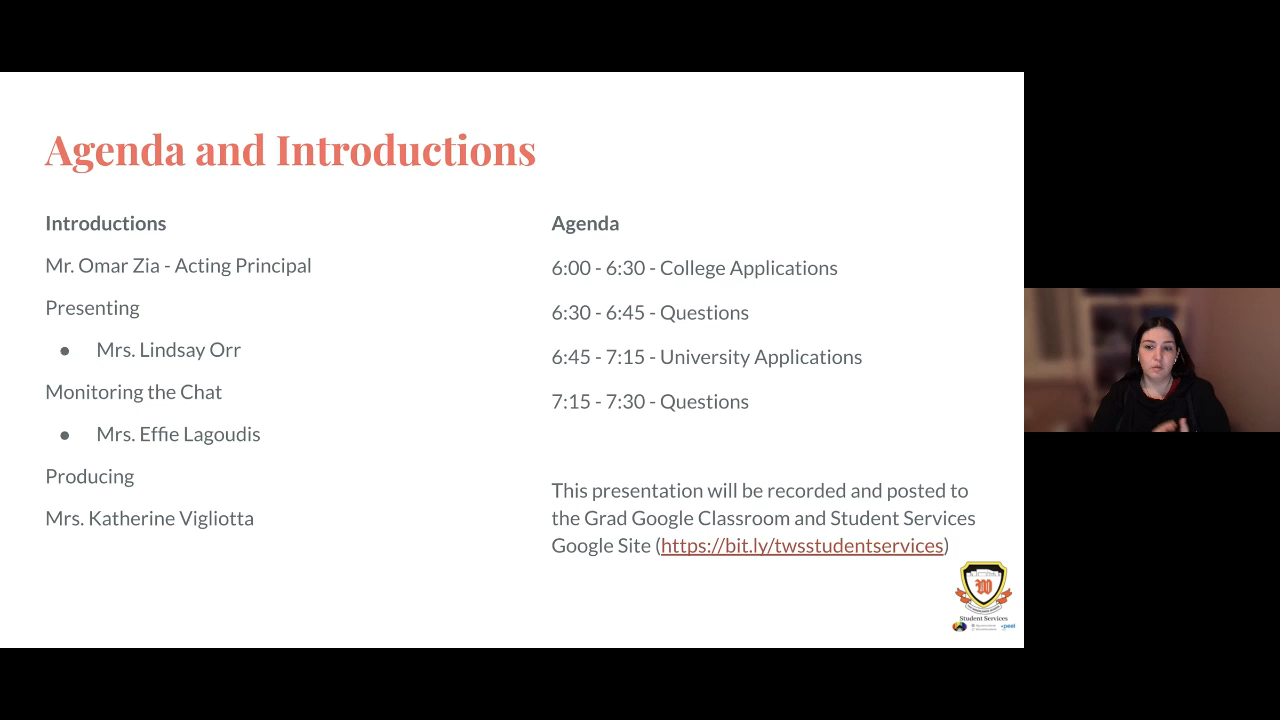 Agenda and Introductions
Introductions
Mr. Omar Zia - Acting Principal
Presenting
● Mrs. Lindsay Orr
Monitoring the Chat
● Mrs. Effie Lagoudis
Producing
Mrs. Katherine Vigliotta
Agenda
6:00 - 6:30 - College Applications
6:30 - 6:45 - Questions
6:45 - 7:15 - University Applications
7:15 - 7:30 - Questions
This presentation will be recorded and posted to
the Grad Google Classroom and Student Services
Google Site (https://bit.ly/twsstudentservices)
W
Student Services
peel